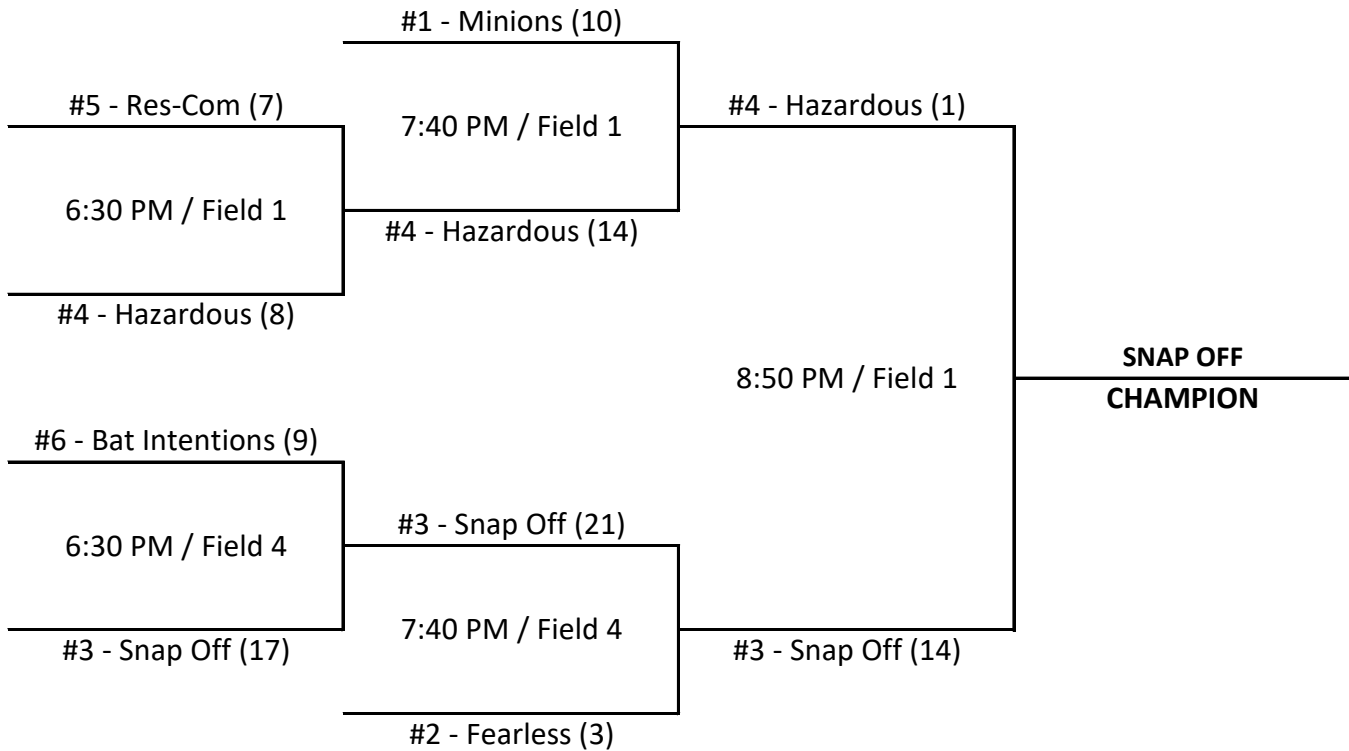 #1 - Minions (10)
#5 - Res-Com (7)
7:40 PM / Field 1
#4 - Hazardous (1)
6:30 PM / Field 1
#4 - Hazardous (14)
#4 - Hazardous (8)
8:50 PM / Field 1
SNAP OFF
CHAMPION
#6 - Bat Intentions (9)
#3 - Snap Off (21)
6:30 PM / Field 4
7:40 PM / Field 4
#3 - Snap Off (17)
#3 - Snap Off (14)
#2 - Fearless (3)